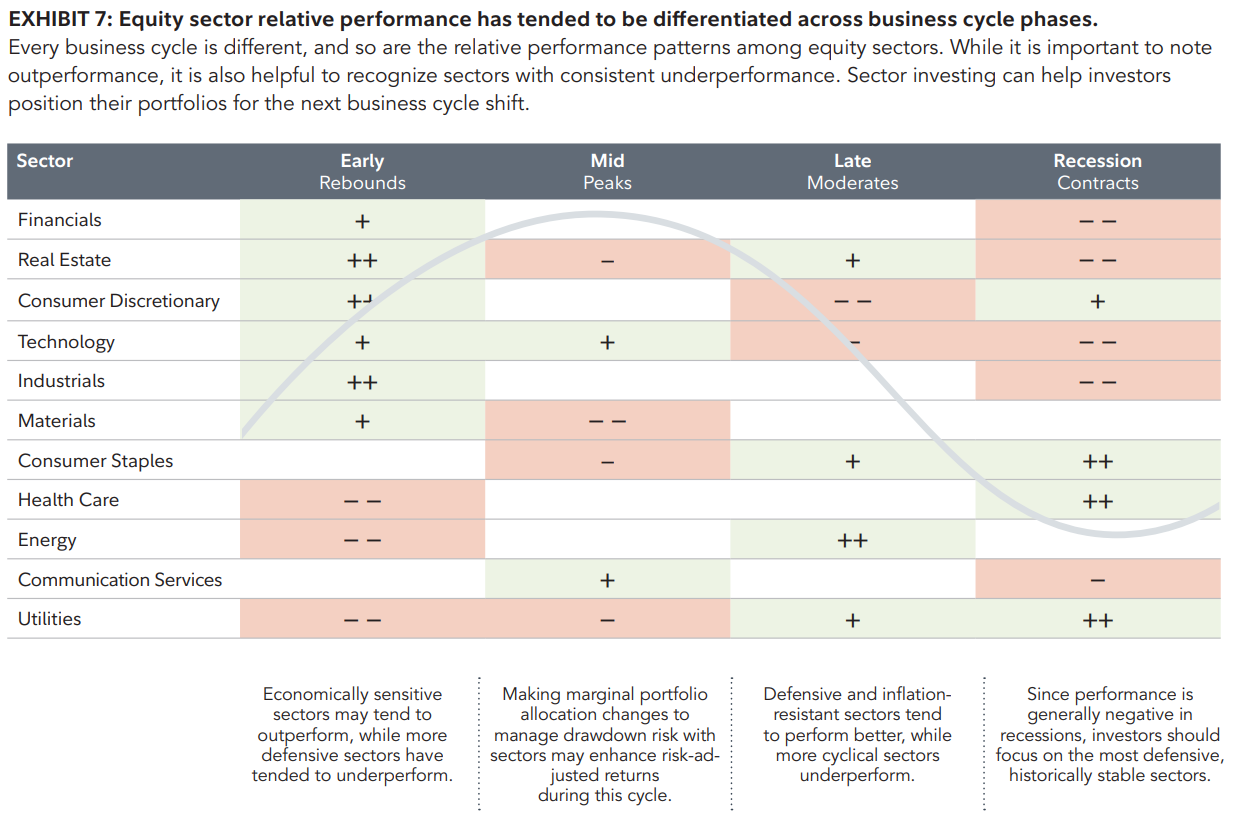 EXHIBIT 7: Equity sector relative performance has tended to be differentiated across business cycle phases.
Every business cycle is different, and so are the relative performance patterns among equity sectors. While it is important to note
outperformance, it is also helpful to recognize sectors with consistent underperformance. Sector investing can help investors
position their portfolios for the next business cycle shift.
Sector Early Mid Late Recession
Rebounds Peaks Moderates Contracts
Financials + – –
Real Estate ++ – + – –
Consumer Discretionary ++ – – +
Technology + + – – –
Industrials ++ – –
Materials + – –
Consumer Staples – + ++
Health Care – – ++
Energy – – ++
Communication Services + –
Utilities – – – + ++
Economically sensitive
sectors may tend to
outperform, while more
defensive sectors have
tended to underperform.
Making marginal portfolio
allocation changes to
manage drawdown risk with
sectors may enhance risk-ad-
justed returns
during this cycle.
Defensive and inflation-
resistant sectors tend
to perform better, while
more cyclical sectors
underperform.
Since performance is
generally negative in
recessions, investors should
focus on the most defensive,
historically stable sectors.